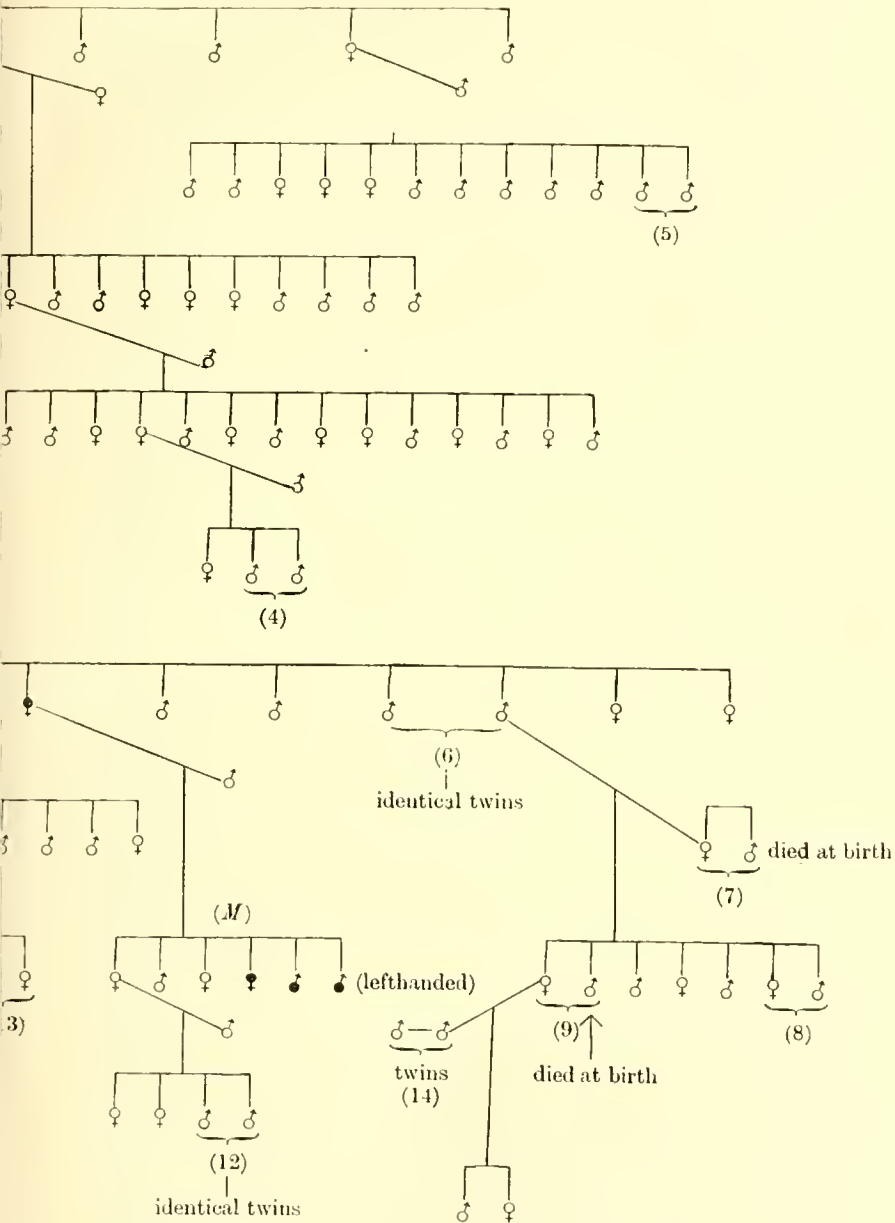 (5)
(4)
(6)
identical twins
died at birth
(7)
(M)
(lefthanded)
3)
(9)
(8)
twins
died at birth
(14)
(12)
identical twins